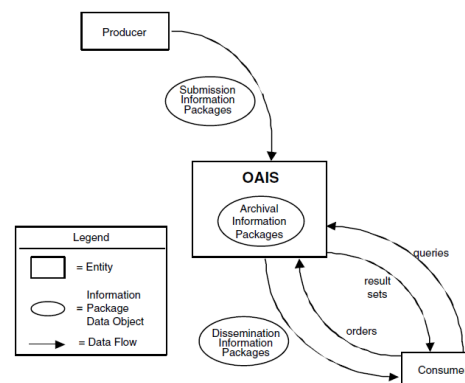 Producer
Submission
Information
Packages
OAIS
Archival
Information
Packages
Legend
= Entity
Information
= Package
Data Object
= Data Flow
queries
result
sets
orders
Dissemination
Information
Packages
Consume